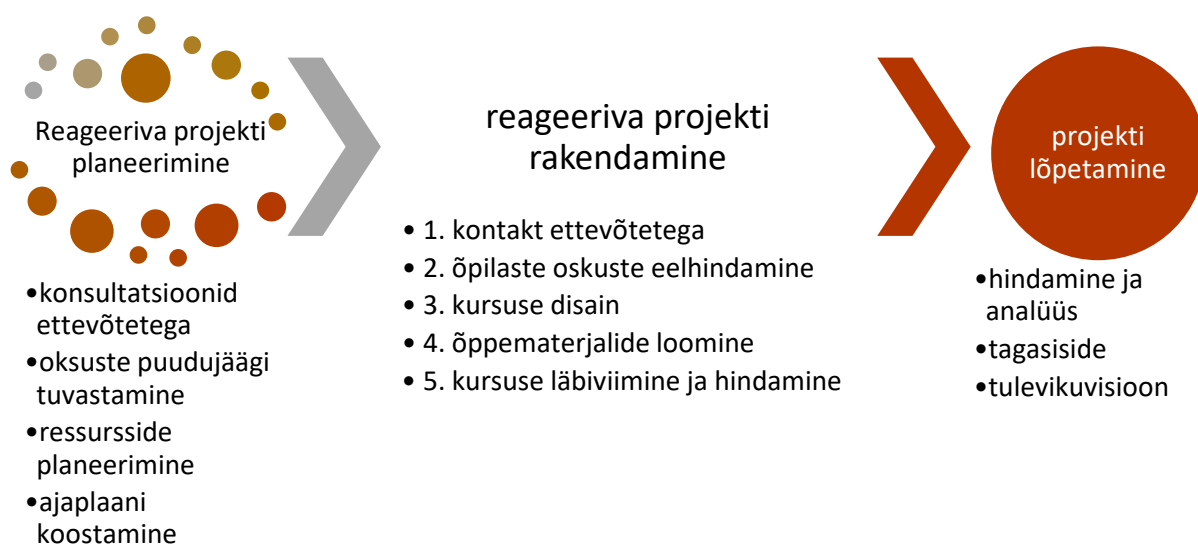 Reageeriva projekti
planeerimine
•konsultatsioonid
ettevõtetega
•oksuste puudujäägi
tuvastamine
•ressursside
planeerimine
•ajaplaani
koostamine
reageeriva projekti
rakendamine
• 1. kontakt ettevõtetega
• 2. õpilaste oskuste eelhindamine
• 3. kursuse disain
• 4. õppematerjalide loomine
• 5. kursuse läbiviimine ja hindamine
projekti
lõpetamine
•hindamine ja
analüüs
•tagasiside
•tulevikuvisioon